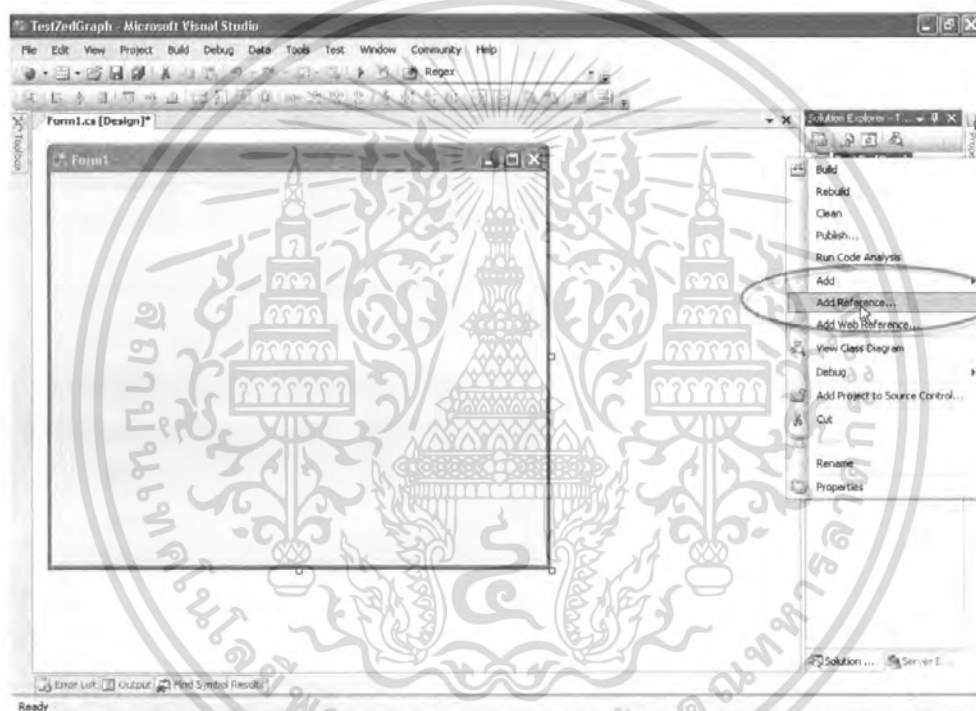 TestZedGraph - Microsoft Visual Studio
File Edit View Project Build Debug Data Tools Test Window Community Help
Regex
Toolbox
Form1.cs [Design]*
Solution Explorer - T...
Form1
Build
Rebuild
Clean
Publish...
Run Code Analysis
Add
Add Reference...
Add Web Reference...
View Class Diagram
Debug
Add Project to Source Control...
Cut
Rename
Properties
Solution ...
Server E...
Error List Output Find Symbol Results
Ready